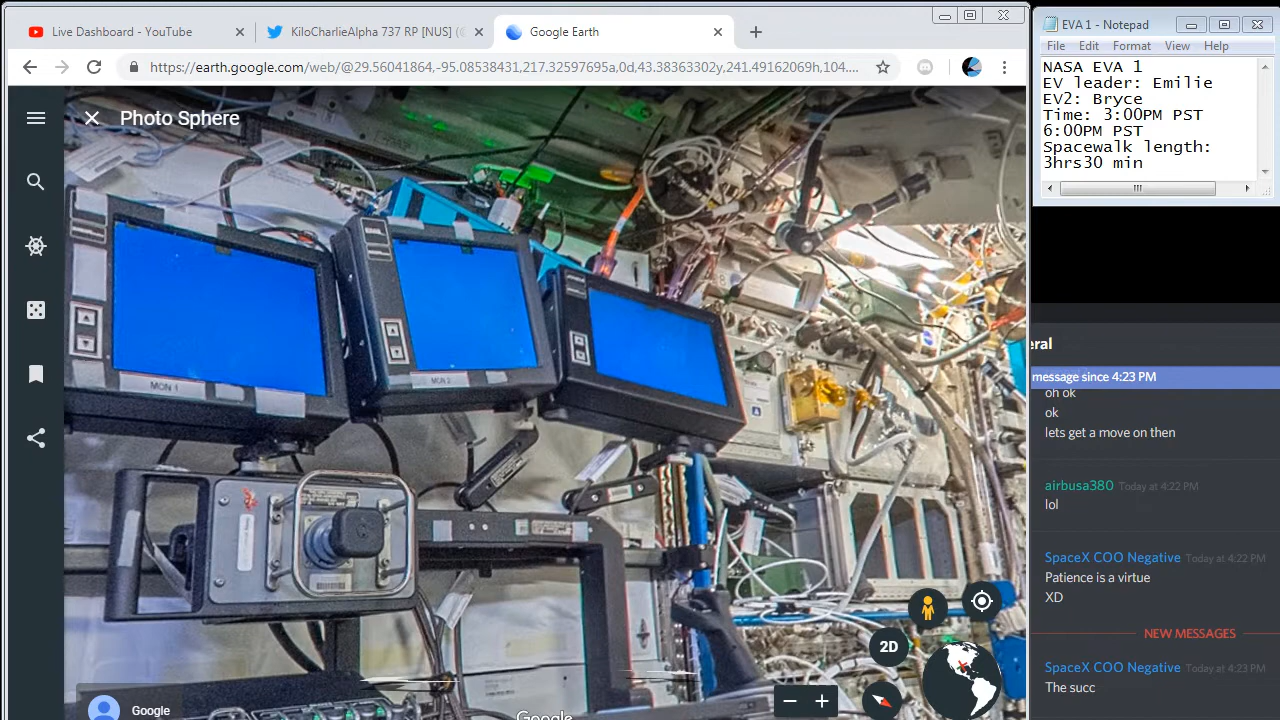 Live Dashboard - YouTube
KiloCharlieAlpha 737 RP [NUS] (
Google Earth
https://earth.google.com/web/@29.56041864,-95.08538431,217.32597695a,0d,43.38363302y,241.49162069h,104....
Photo Sphere
MON 1
MON 2
2D
Google
Google
EVA 1 - Notepad
File Edit Format View Help
NASA EVA 1
EV leader: Emilie
EV2: Bryce
Time: 3:00PM PST
6:00PM PST
Spacewalk length:
3hrs30 min
eral
message since 4:23 PM
oh ok
ok
lets get a move on then
airbusa380 Today at 4:22 PM
lol
SpaceX COO Negative Today at 4:22 PM
Patience is a virtue
XD
NEW MESSAGES
SpaceX COO Negative Today at 4:23 PM
The succ